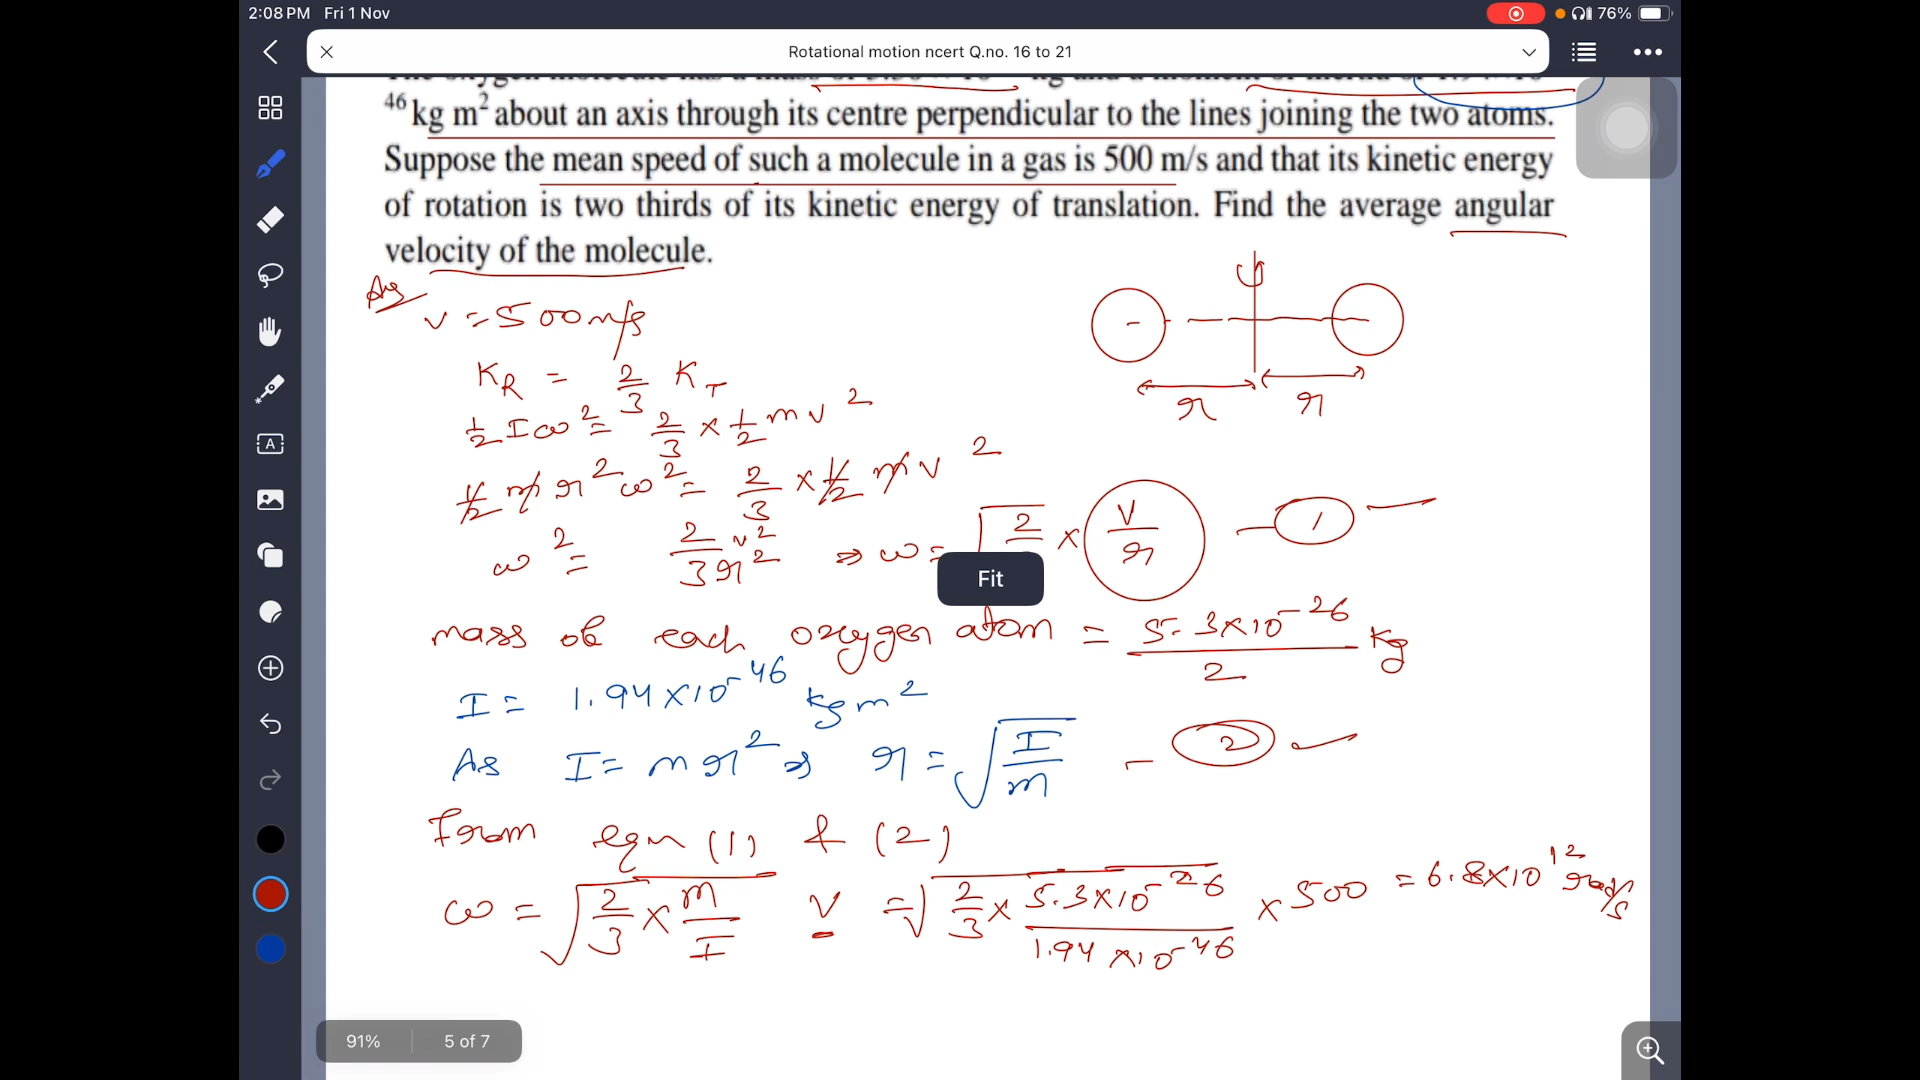 2:08 PM Fri 1 Nov
76%
Rotational motion ncert Q.no. 16 to 21
46 kg m² about an axis through its centre perpendicular to the lines joining the two atoms.
Suppose the mean speed of such a molecule in a gas is 500 m/s and that its kinetic energy
of rotation is two thirds of its kinetic energy of translation. Find the average angular
velocity of the molecule.
Ans
v = 500 m/s
K_R = 2/3 K_T
1/2 Iω² = 2/3 × 1/2 mv²
1/2 mr²ω² = 2/3 × 1/2 mv²
ω² = 2v²/3r² ⇒ ω = √2 × v/r — 1
r r
Fit
mass of each oxygen atom = 5.3×10⁻²⁶/2 kg
I = 1.94×10⁻⁴⁶ kgm²
As I = mr² ⇒ r = √(I/m) — 2
From eqn (1) & (2)
ω = √(2/3 × m/I) v = √(2/3 × 5.3×10⁻²⁶/1.94×10⁻⁴⁶) × 500 = 6.8×10¹² rad/s
91% 5 of 7